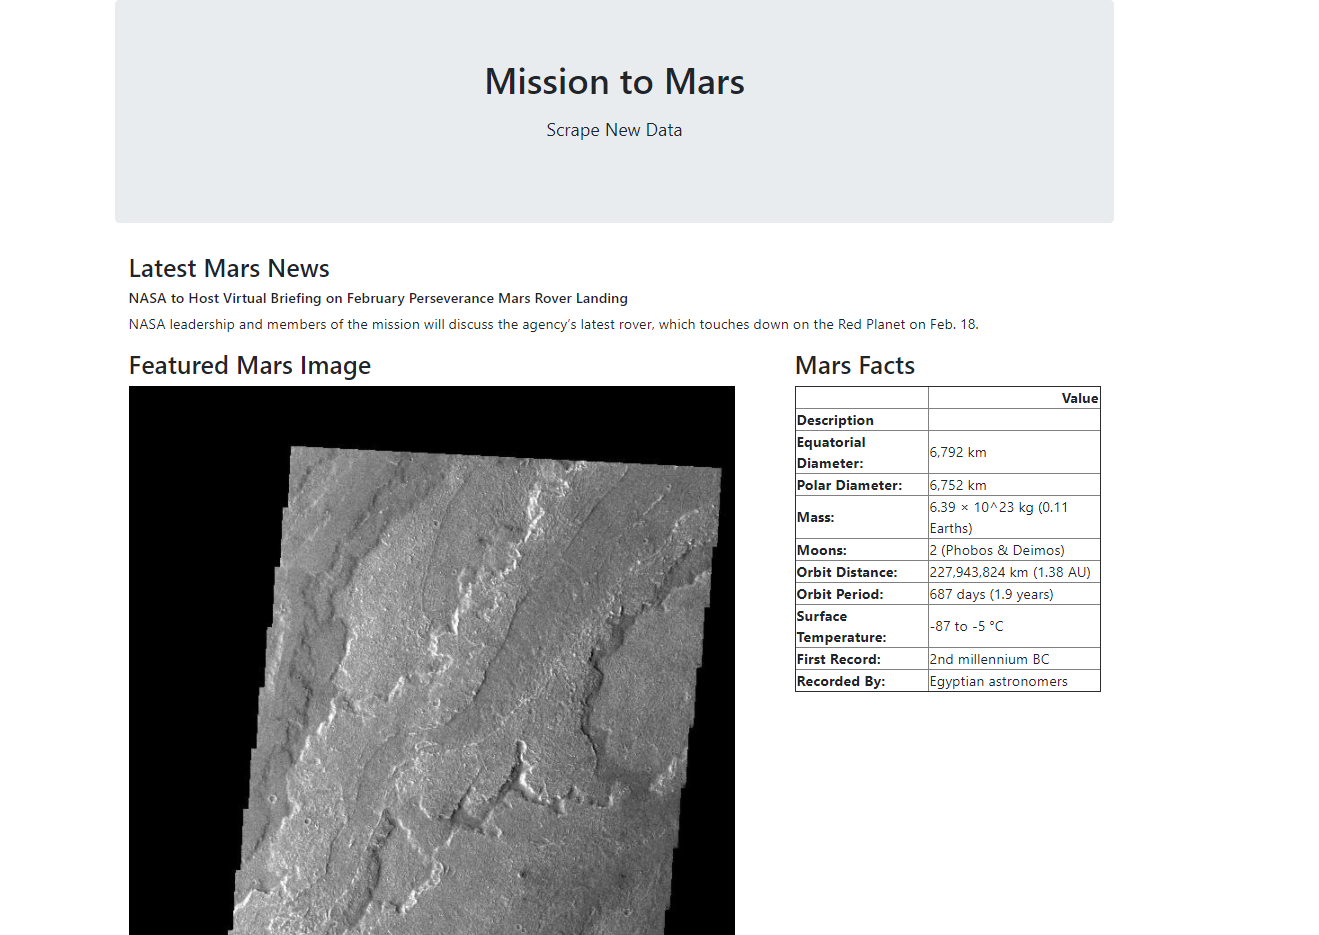 Mission to Mars
Scrape New Data
Latest Mars News
NASA to Host Virtual Briefing on February Perseverance Mars Rover Landing
NASA leadership and members of the mission will discuss the agency’s latest rover, which touches down on the Red Planet on Feb. 18.
Featured Mars Image
Mars Facts
Value
Description
Equatorial
Diameter:
6,792 km
Polar Diameter:
6,752 km
Mass:
6.39 × 10^23 kg (0.11
Earths)
Moons:
2 (Phobos & Deimos)
Orbit Distance:
227,943,824 km (1.38 AU)
Orbit Period:
687 days (1.9 years)
Surface
Temperature:
-87 to -5 °C
First Record:
2nd millennium BC
Recorded By:
Egyptian astronomers